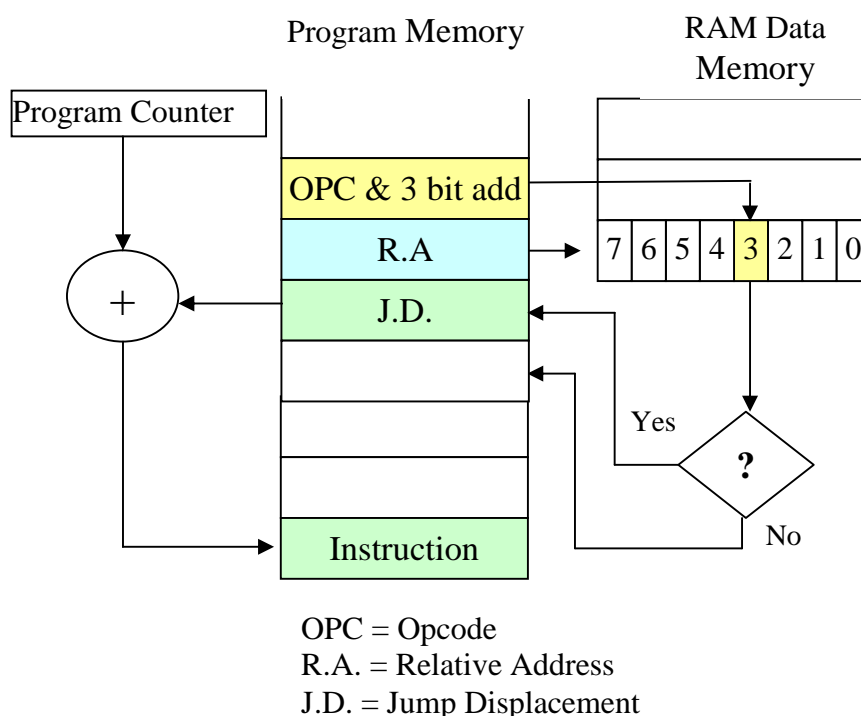 Program Memory
RAM Data
Memory
Program Counter
OPC & 3 bit add
R.A
7 6 5 4 3 2 1 0
J.D.
+
Yes
?
No
Instruction
OPC = Opcode
R.A. = Relative Address
J.D. = Jump Displacement